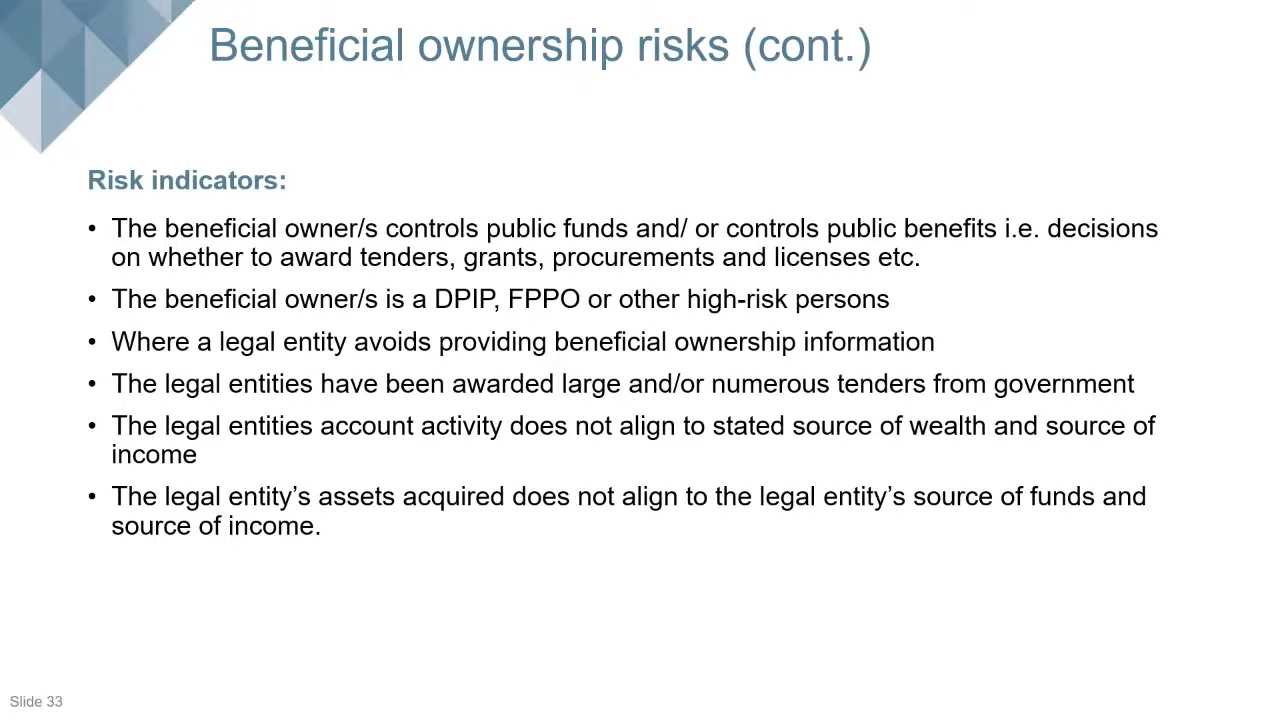 Beneficial ownership risks (cont.)
Risk indicators:
• The beneficial owner/s controls public funds and/ or controls public benefits i.e. decisions
on whether to award tenders, grants, procurements and licenses etc.
• The beneficial owner/s is a DPIP, FPPO or other high-risk persons
• Where a legal entity avoids providing beneficial ownership information
• The legal entities have been awarded large and/or numerous tenders from government
• The legal entities account activity does not align to stated source of wealth and source of
income
• The legal entity’s assets acquired does not align to the legal entity’s source of funds and
source of income.
Slide 33